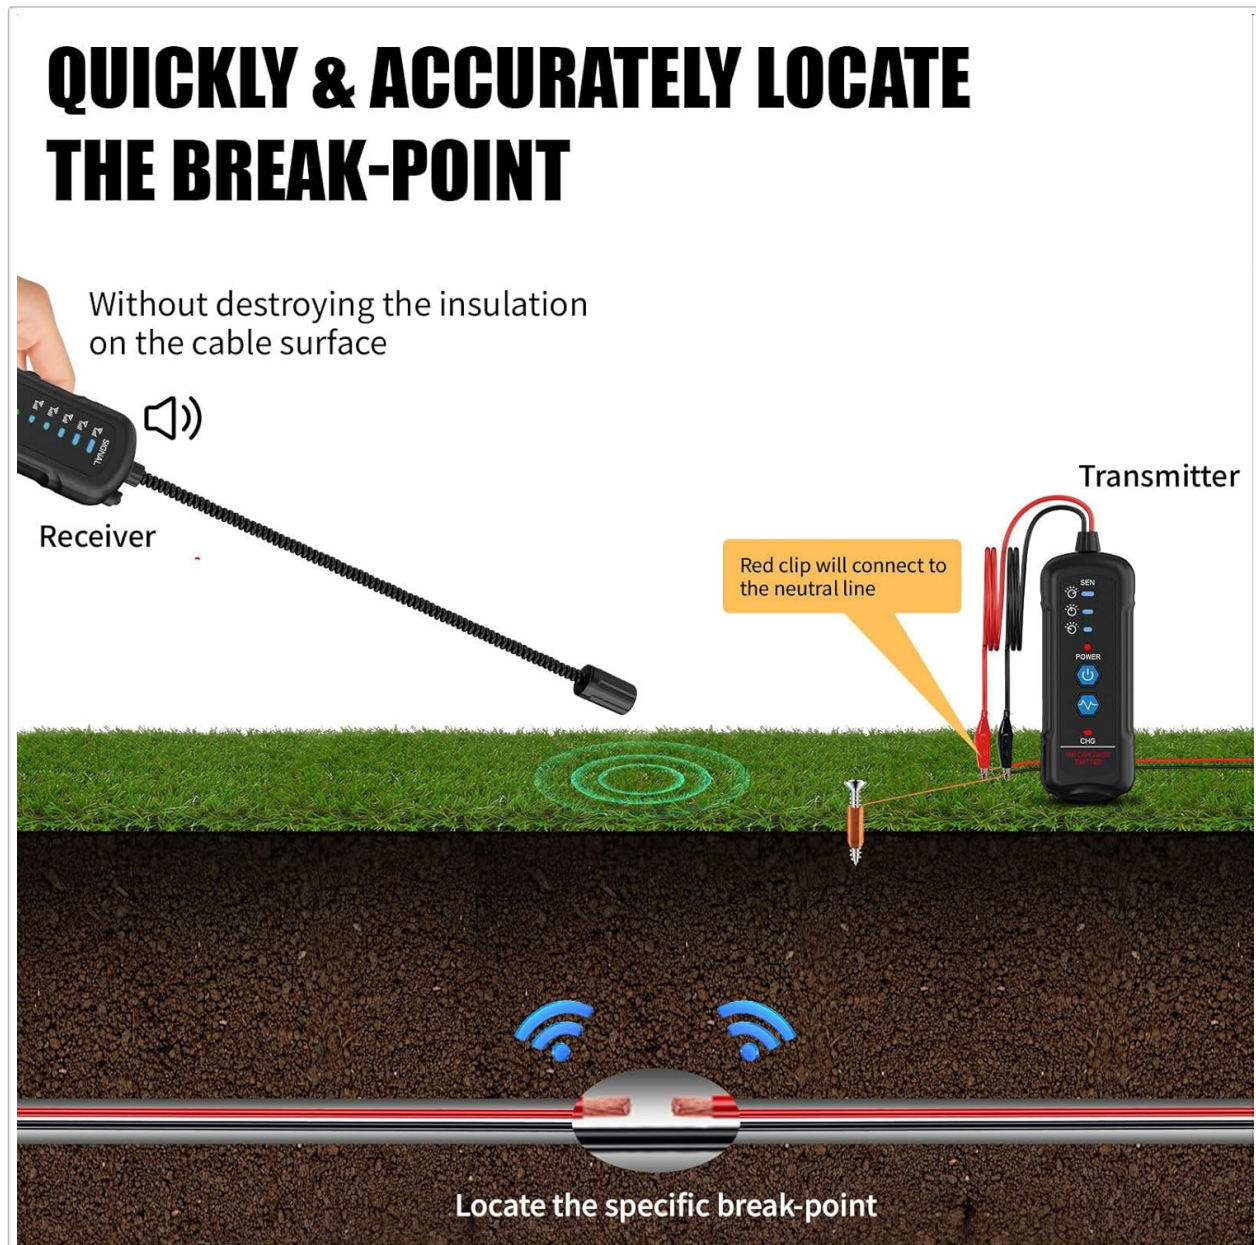 QUICKLY & ACCURATELY LOCATE
THE BREAK-POINT
Without destroying the insulation
on the cable surface
SIGNAL
Receiver
Transmitter
Red clip will connect to
the neutral line
SEN
POWER
CHG
Locate the specific break-point